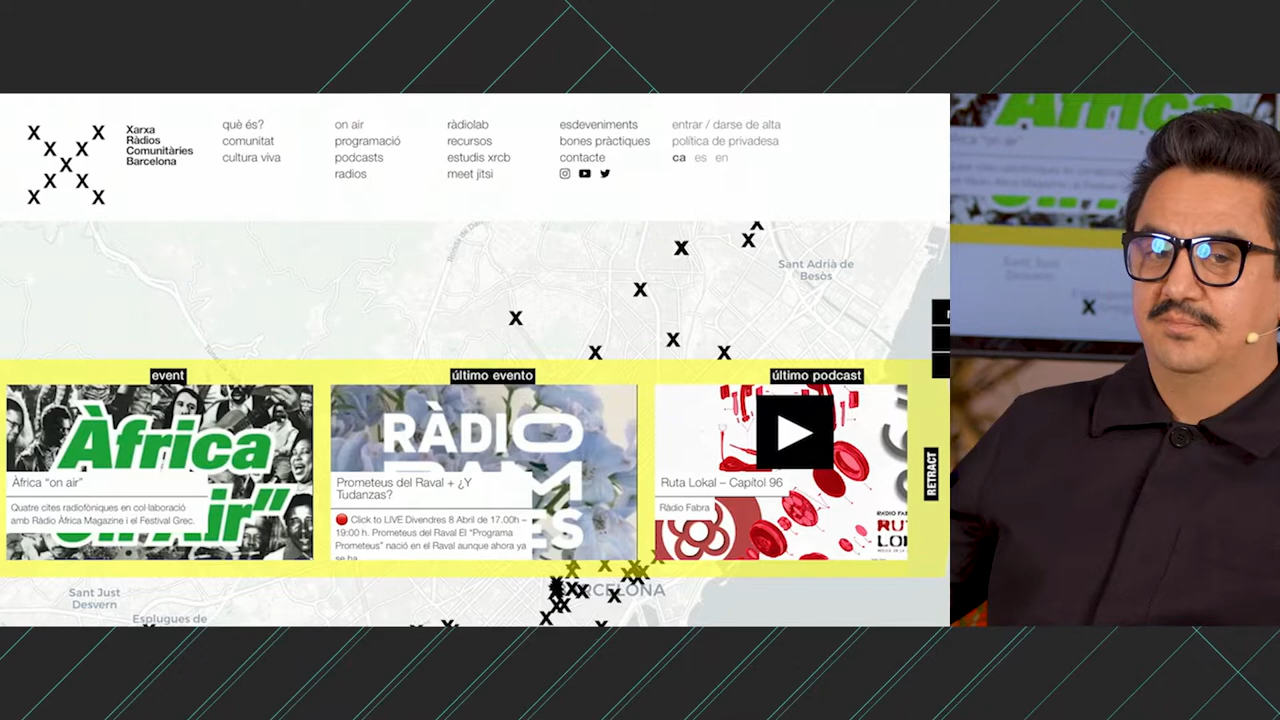 Xarxa
Ràdios
Comunitàries
Barcelona
què és?
comunitat
cultura viva
on air
programació
podcasts
radios
ràdiolab
recursos
estudis xrcb
meet jitsi
esdeveniments
bones pràctiques
contacte
entrar / darse de alta
política de privadesa
ca es en
Sant Adrià de
Besòs
event
Àfrica
Àfrica "on air"
Quatre cites radiofòniques en col·laboració
amb Ràdio Àfrica Magazine i el Festival Grec.
air"
último evento
RÀDIO
Prometeus del Raval + ¿Y
Tudanzas?
Click to LIVE Divendres 8 Abril de 17.00h –
19:00 h. Prometeus del Raval El "Programa
Prometeus" nació en el Raval aunque ahora ya
se ha
último podcast
Ruta Lokal – Capítol 96
Ràdio Fabra
RETRACT
BARCELONA
Sant Just
Desvern
Esplugues de
Àfrica